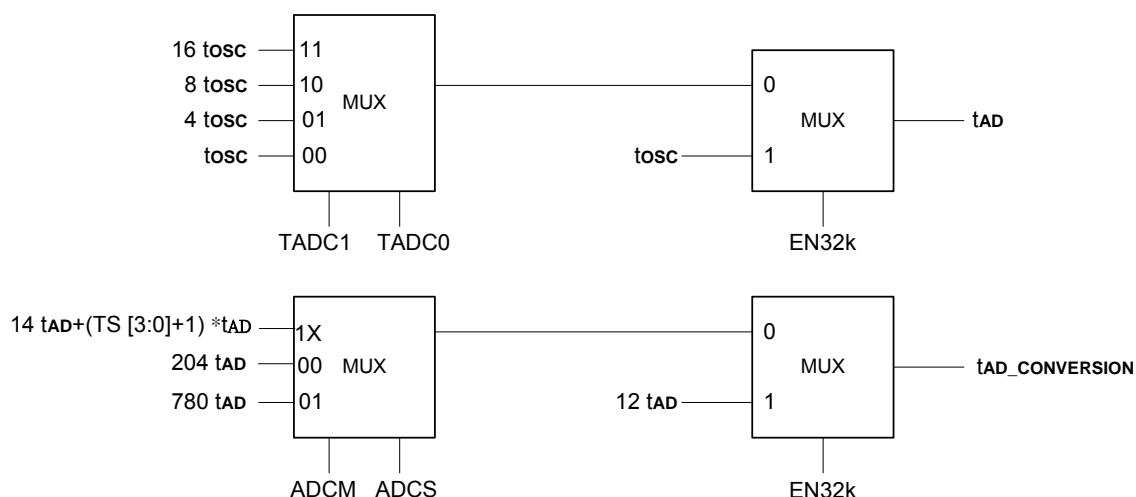 16 tosc 11
8 tosc 10 MUX 0
4 tosc 01 MUX tAD
tosc 00 tosc 1
TADC1 TADC0 EN32k
14 tAD+(TS [3:0]+1) *tAD 1X 0
204 tAD 00 MUX MUX tAD_CONVERSION
780 tAD 01 12 tAD 1
ADCM ADCS EN32k